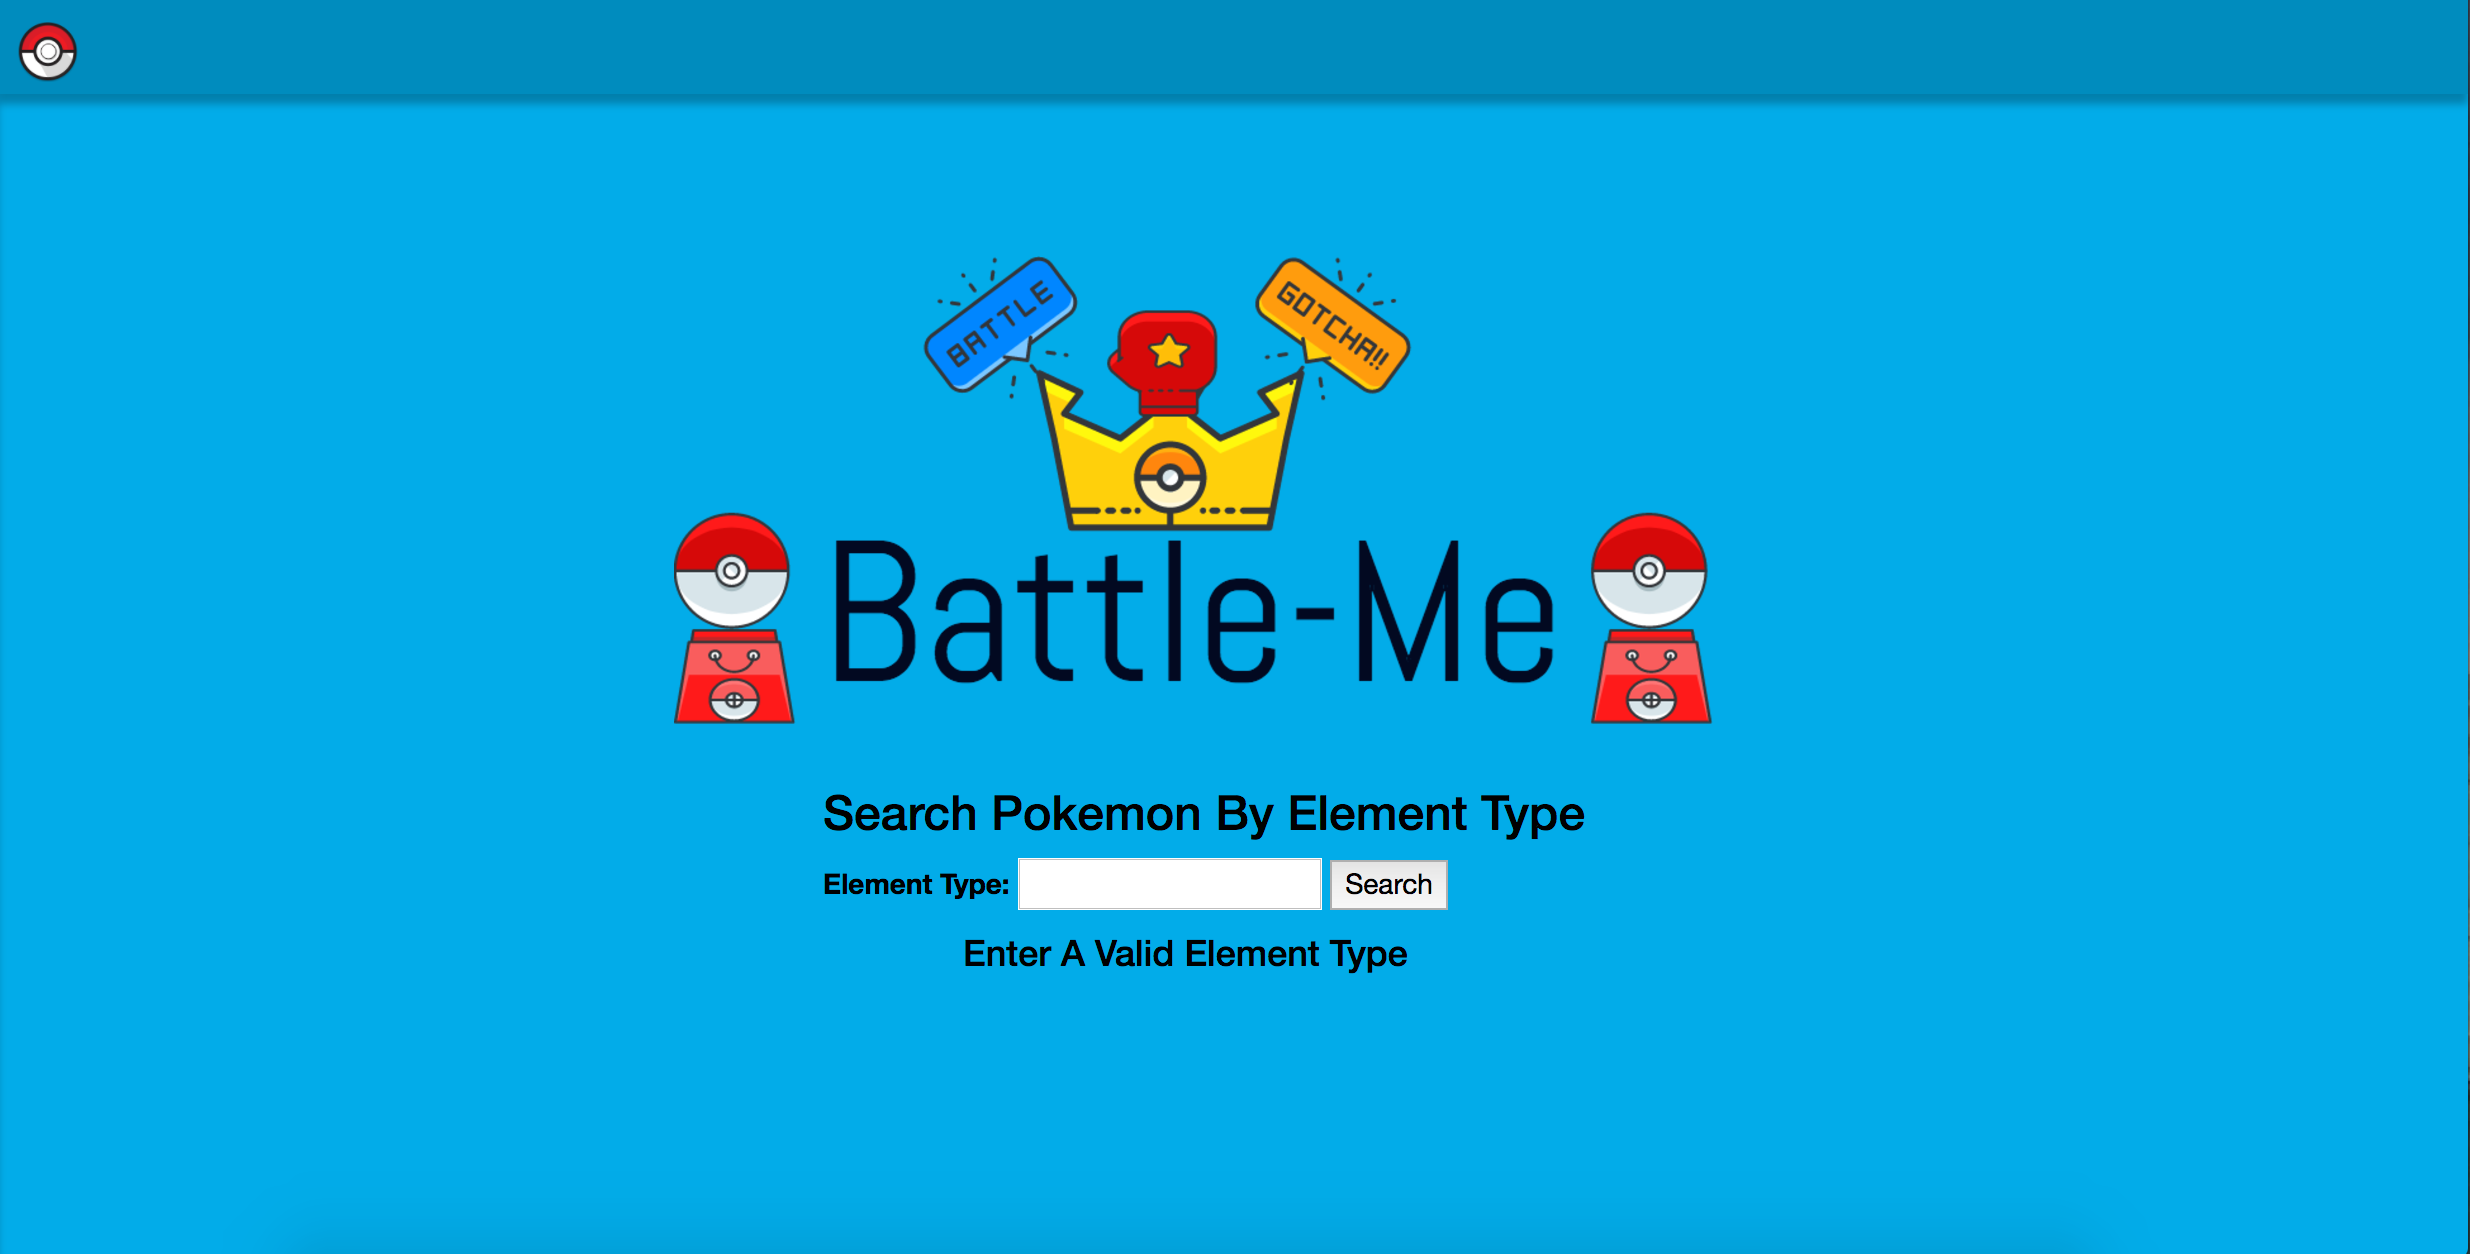 BATTLE
GOTCHA!!
Battle-Me
Search Pokemon By Element Type
Element Type:
Search
Enter A Valid Element Type